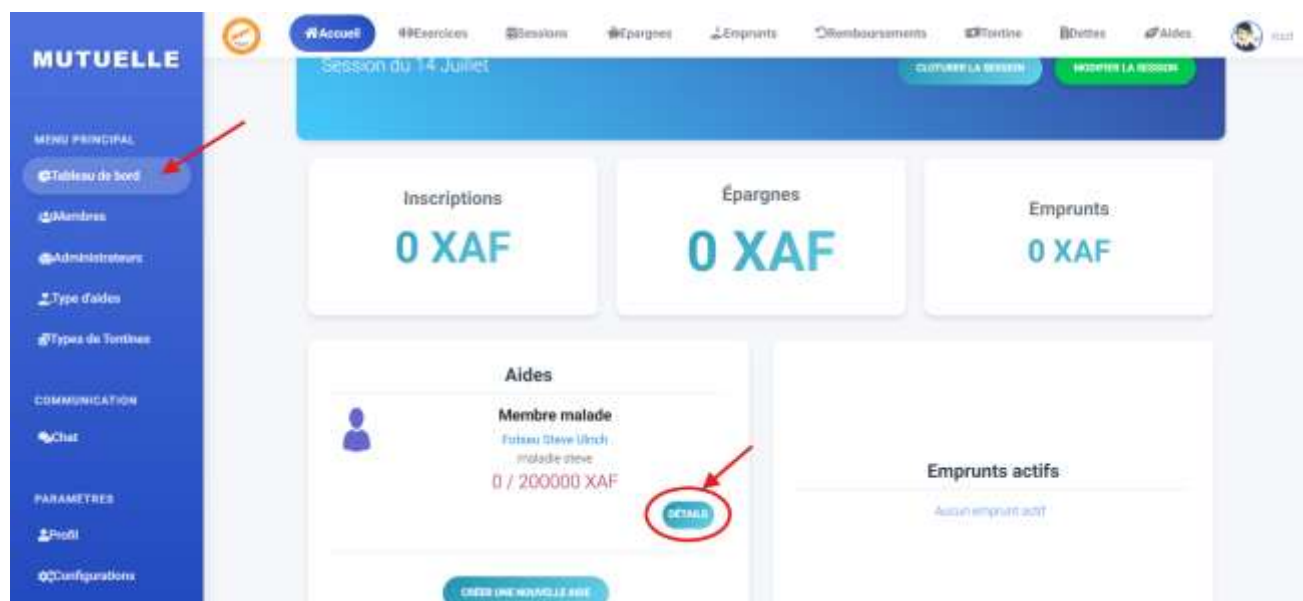 MUTUELLE
MENU PRINCIPAL
Tableau de bord
Membres
Administrateurs
Type d'aides
Types de Tontines
COMMUNICATION
Chat
PARAMETRES
Profil
Configurations
Accueil Exercices Sessions Epargnes Emprunts Remboursements Tontine Dettes Aides root
Session du 14 Juillet
CLOTURER LA SESSION MODIFIER LA SESSION
Inscriptions
0 XAF
Épargnes
0 XAF
Emprunts
0 XAF
Aides
Membre malade
Steve Ulrich
maladie steve
0 / 200000 XAF
DÉTAILS
CRÉER UNE NOUVELLE AIDE
Emprunts actifs
Aucun emprunt actif